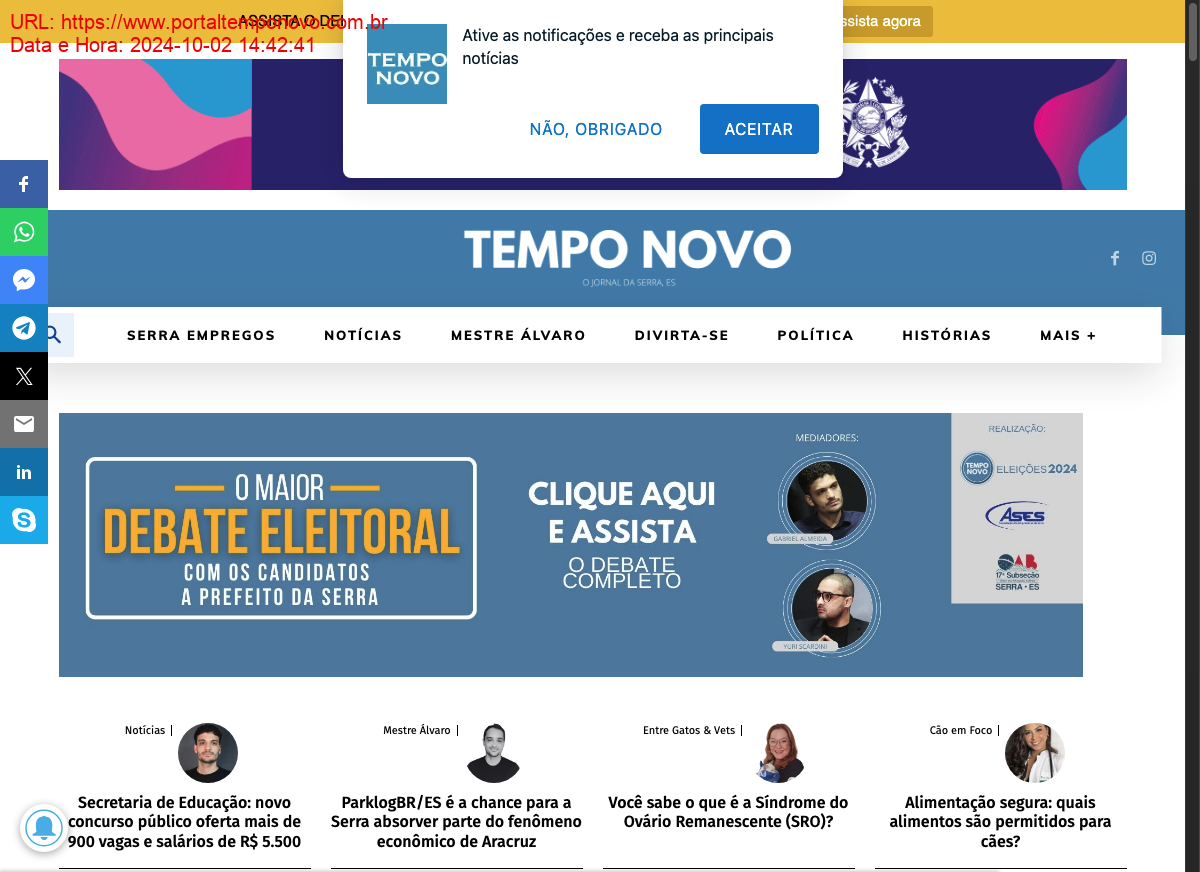 URL: https://www.portaltemponovo.com.br
Data e Hora: 2024-10-02 14:42:41
ASSISTA O DE
ssista agora
TEMPO
NOVO
Ative as notificações e receba as principais
notícias
NÃO, OBRIGADO
ACEITAR
TEMPO NOVO
O JORNAL DA SERRA, ES
SERRA EMPREGOS
NOTÍCIAS
MESTRE ÁLVARO
DIVIRTA-SE
POLÍTICA
HISTÓRIAS
MAIS +
O MAIOR
DEBATE ELEITORAL
COM OS CANDIDATOS
A PREFEITO DA SERRA
CLIQUE AQUI
E ASSISTA
O DEBATE
COMPLETO
MEDIADORES:
GABRIEL ALMEIDA
YURI SCARDINI
REALIZAÇÃO:
TEMPO
NOVO
ELEIÇÕES 2024
ASES
OAB
17ª Subseção
SERRA - ES
Notícias
Secretaria de Educação: novo
concurso público oferta mais de
900 vagas e salários de R$ 5.500
Mestre Álvaro
ParklogBR/ES é a chance para a
Serra absorver parte do fenômeno
econômico de Aracruz
Entre Gatos & Vets
Você sabe o que é a Síndrome do
Ovário Remanescente (SRO)?
Cão em Foco
Alimentação segura: quais
alimentos são permitidos para
cães?